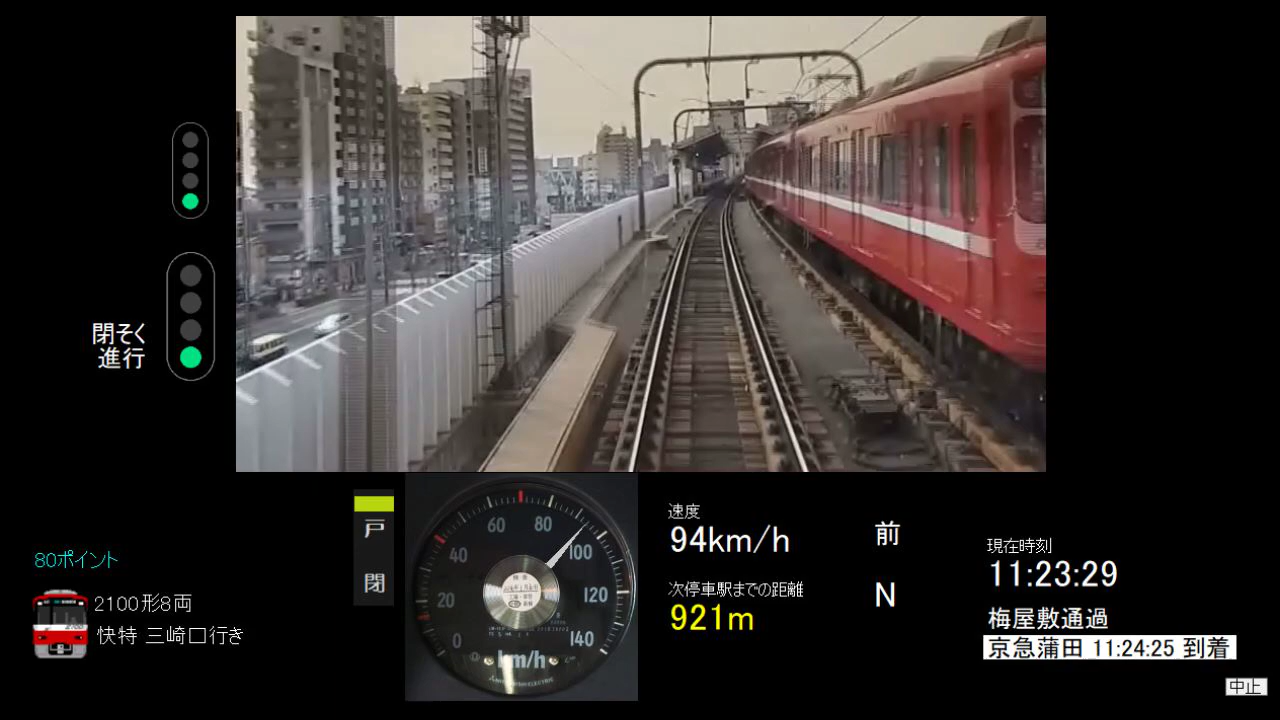 閉そく
進行
80ポイント
2100形8両
快特 三崎口行き
戸
閉
0
20
40
60
80
100
120
140
km/h
速度
94km/h
次停車駅までの距離
921m
前
N
現在時刻
11:23:29
梅屋敷通過
京急蒲田 11:24:25 到着
中止